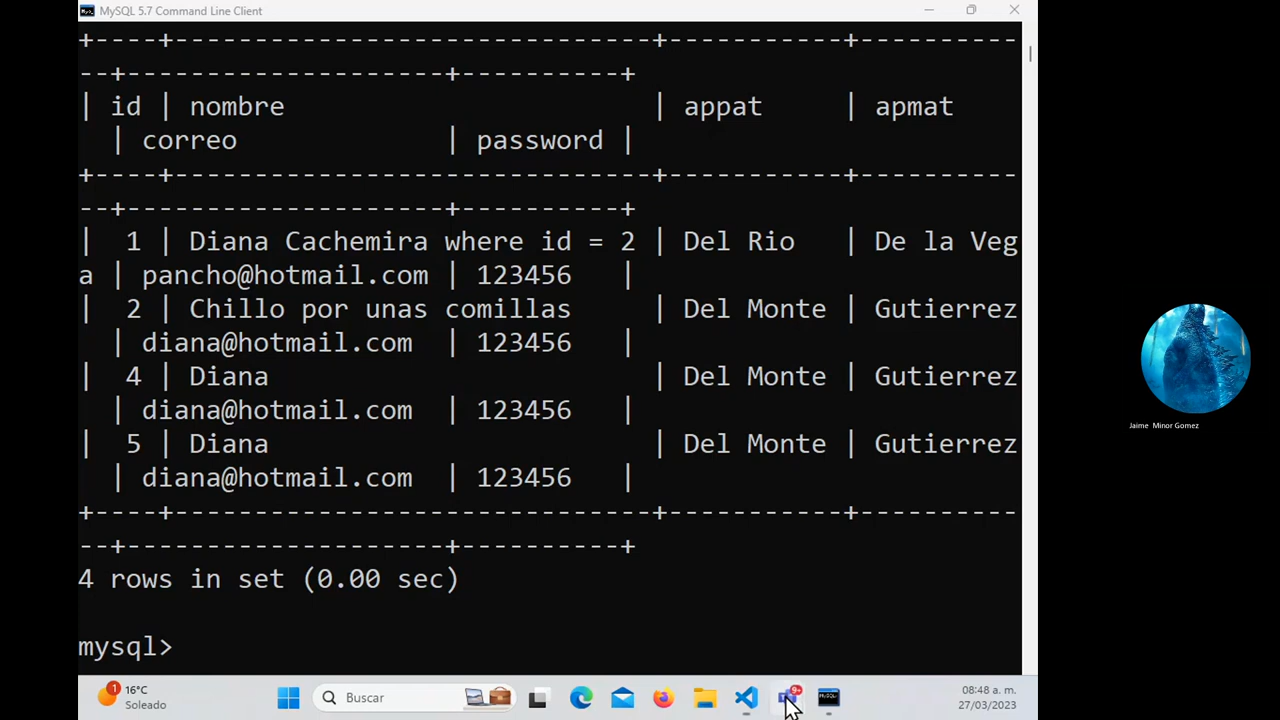 MySQL 5.7 Command Line Client
+----+------------------------------+-----------+----------
--+--------------------+----------+
| id | nombre                       | appat     | apmat
   | correo             | password |
+----+------------------------------+-----------+----------
--+--------------------+----------+
|  1 | Diana Cachemira where id = 2 | Del Rio   | De la Veg
a | pancho@hotmail.com | 123456   |
|  2 | Chillo por unas comillas     | Del Monte | Gutierrez
  | diana@hotmail.com  | 123456   |
|  4 | Diana                        | Del Monte | Gutierrez
  | diana@hotmail.com  | 123456   |
|  5 | Diana                        | Del Monte | Gutierrez
  | diana@hotmail.com  | 123456   |
+----+------------------------------+-----------+----------
--+--------------------+----------+
4 rows in set (0.00 sec)
mysql>
Jaime Minor Gomez
1
16°C
Soleado
Buscar
9+
08:48 a. m.
27/03/2023